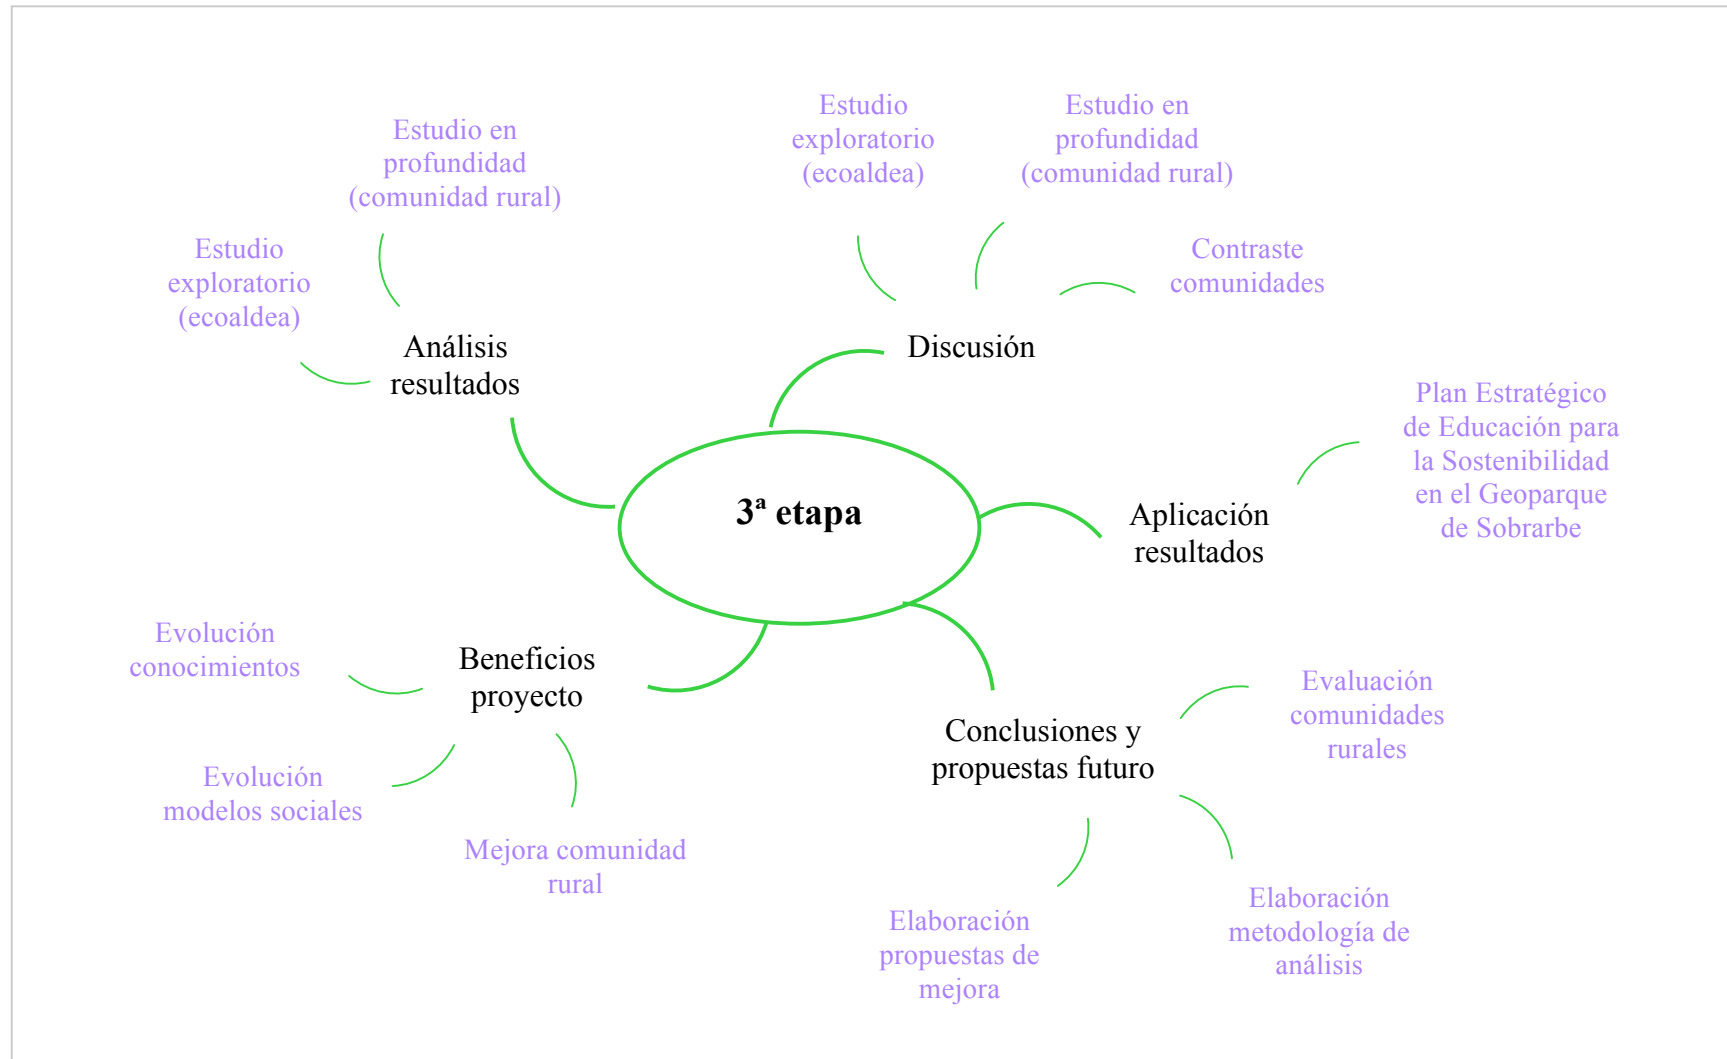 Estudio en
profundidad
(comunidad rural)
Estudio
exploratorio
(ecoaldea)
Análisis
resultados
Estudio
exploratorio
(ecoaldea)
Estudio en
profundidad
(comunidad rural)
Contraste
comunidades
Discusión
Plan Estratégico
de Educación para
la Sostenibilidad
en el Geoparque
de Sobrarbe
Aplicación
resultados
3ª etapa
Evolución
conocimientos
Beneficios
proyecto
Evolución
modelos sociales
Mejora comunidad
rural
Conclusiones y
propuestas futuro
Evaluación
comunidades
rurales
Elaboración
metodología de
análisis
Elaboración
propuestas de
mejora